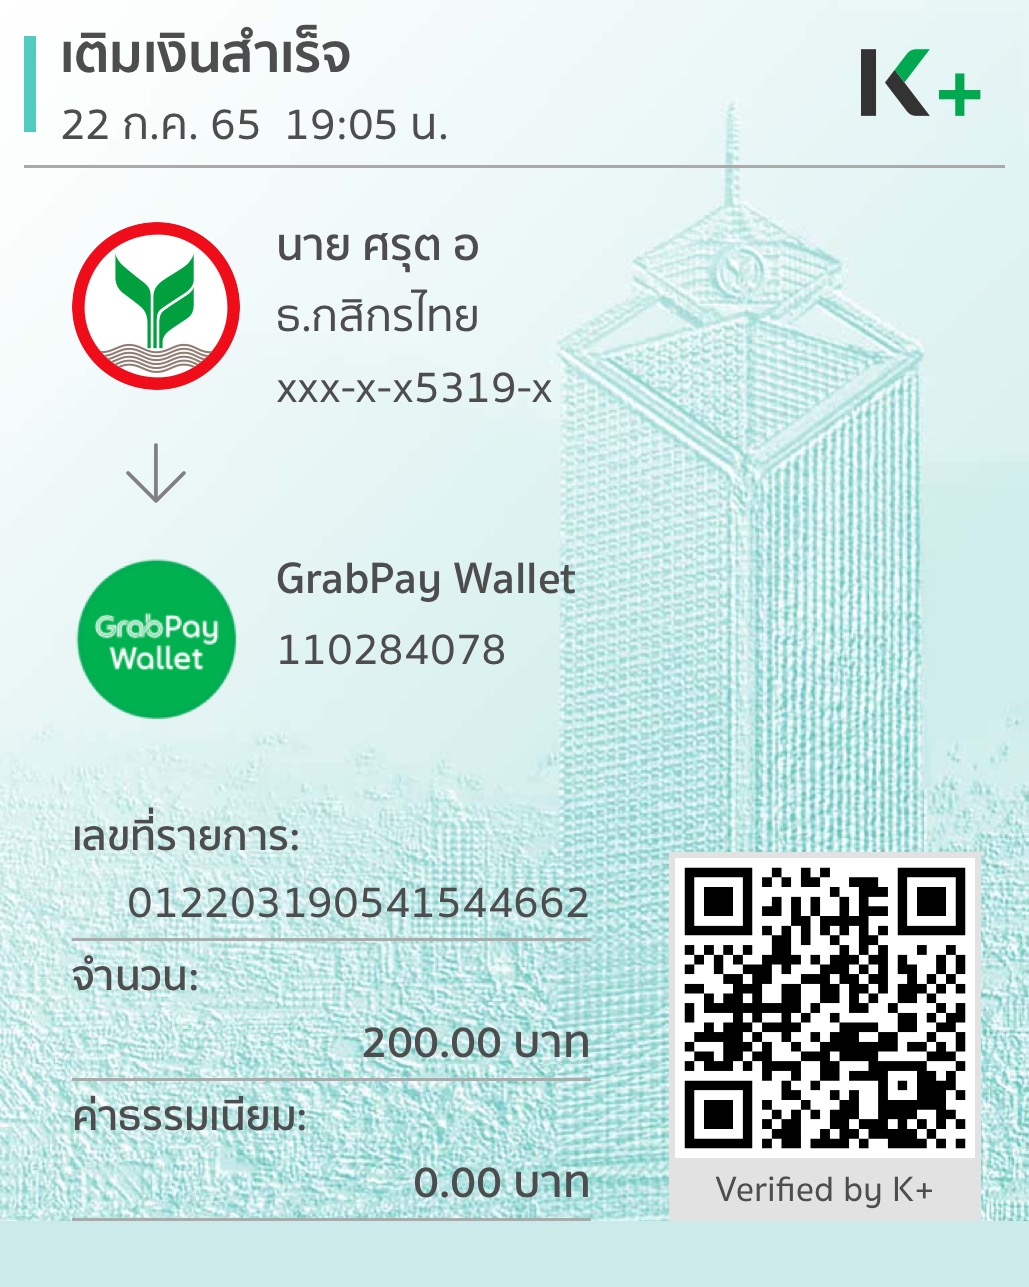 เติมเงินสำเร็จ
22 ก.ค. 65 19:05 น.
K+
นาย ศรุต อ
ธ.กสิกรไทย
xxx-x-x5319-x
GrabPay
Wallet
GrabPay Wallet
110284078
เลขที่รายการ:
012203190541544662
จำนวน:
200.00 บาท
ค่าธรรมเนียม:
0.00 บาท
Verified by K+